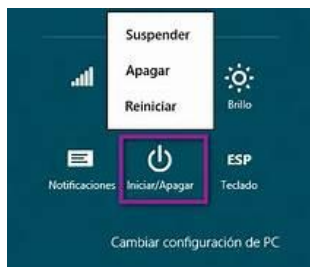 Suspender
Apagar
Reiniciar
Brillo
ESP
Notificaciones Iniciar/Apagar Teclado
Cambiar configuración de PC